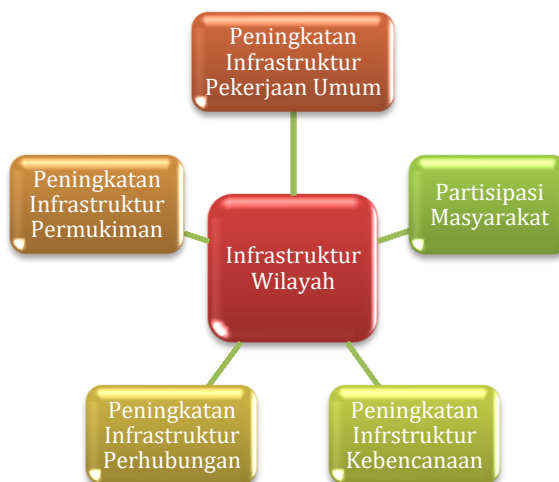 Peningkatan
Infrastruktur
Pekerjaan Umum
Peningkatan
Infrastruktur
Permukiman
Partisipasi
Masyarakat
Infrastruktur
Wilayah
Peningkatan
Infrastruktur
Perhubungan
Peningkatan
Infrstruktur
Kebencanaan